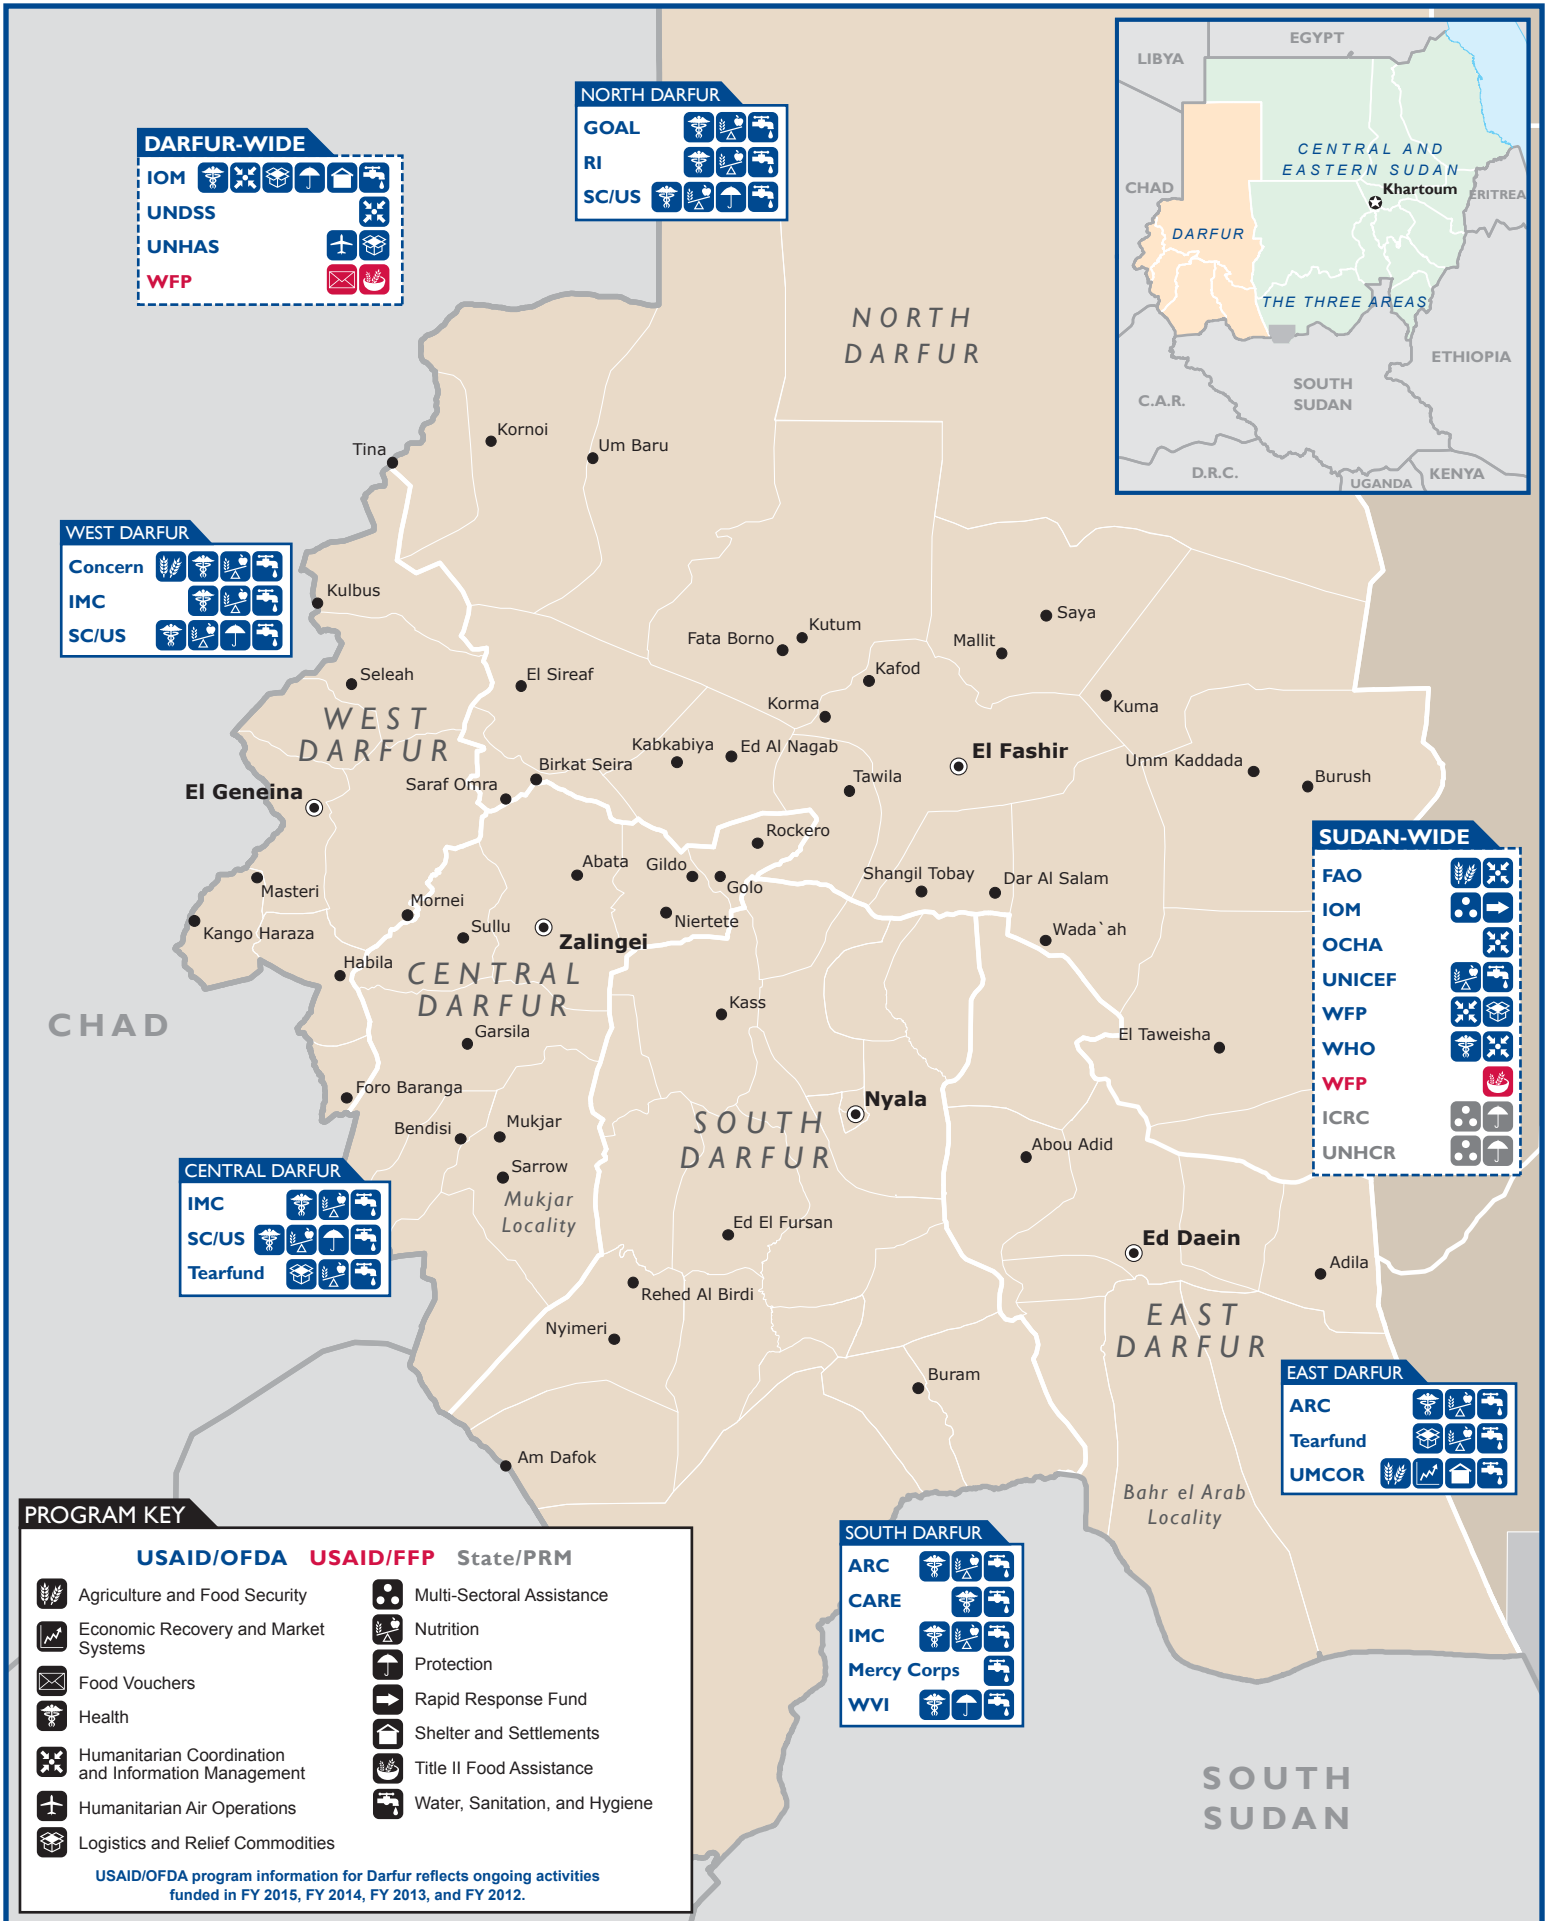 DARFUR-WIDE
IOM
UNDSS
UNHAS
WFP
NORTH DARFUR
GOAL
RI
SC/US
LIBYA
EGYPT
CHAD
CENTRAL AND
EASTERN SUDAN
Khartoum
ERITREA
DARFUR
THE THREE AREAS
ETHIOPIA
SOUTH
SUDAN
C.A.R.
D.R.C.
UGANDA
KENYA
NORTH
DARFUR
Tina
Kornoi
Um Baru
WEST DARFUR
Concern
IMC
SC/US
Kulbus
Saya
Kutum
Fata Borno
Mallit
Seleah
El Sireaf
Kafod
Korma
Kuma
WEST
DARFUR
Kabkabiya
Ed Al Nagab
El Fashir
Umm Kaddada
Burush
Birkat Seira
Saraf Omra
Tawila
El Geneina
Rockero
Abata
Gildo
Golo
Shangil Tobay
Dar Al Salam
Masteri
Mornei
Niertete
Kango Haraza
Sullu
Zalingei
Wada`ah
Habila
CENTRAL
DARFUR
Kass
CHAD
Garsila
El Taweisha
Foro Baranga
Nyala
Bendisi
Mukjar
SOUTH
DARFUR
Abou Adid
Sarrow
Mukjar
Locality
Ed El Fursan
Ed Daein
Adila
Rehed Al Birdi
Nyimeri
EAST
DARFUR
Buram
Am Dafok
Bahr el Arab
Locality
SUDAN-WIDE
FAO
IOM
OCHA
UNICEF
WFP
WHO
WFP
ICRC
UNHCR
CENTRAL DARFUR
IMC
SC/US
Tearfund
EAST DARFUR
ARC
Tearfund
UMCOR
SOUTH DARFUR
ARC
CARE
IMC
Mercy Corps
WVI
SOUTH
SUDAN
PROGRAM KEY
USAID/OFDA USAID/FFP State/PRM
Agriculture and Food Security
Economic Recovery and Market
Systems
Food Vouchers
Health
Humanitarian Coordination
and Information Management
Humanitarian Air Operations
Logistics and Relief Commodities
Multi-Sectoral Assistance
Nutrition
Protection
Rapid Response Fund
Shelter and Settlements
Title II Food Assistance
Water, Sanitation, and Hygiene
USAID/OFDA program information for Darfur reflects ongoing activities
funded in FY 2015, FY 2014, FY 2013, and FY 2012.